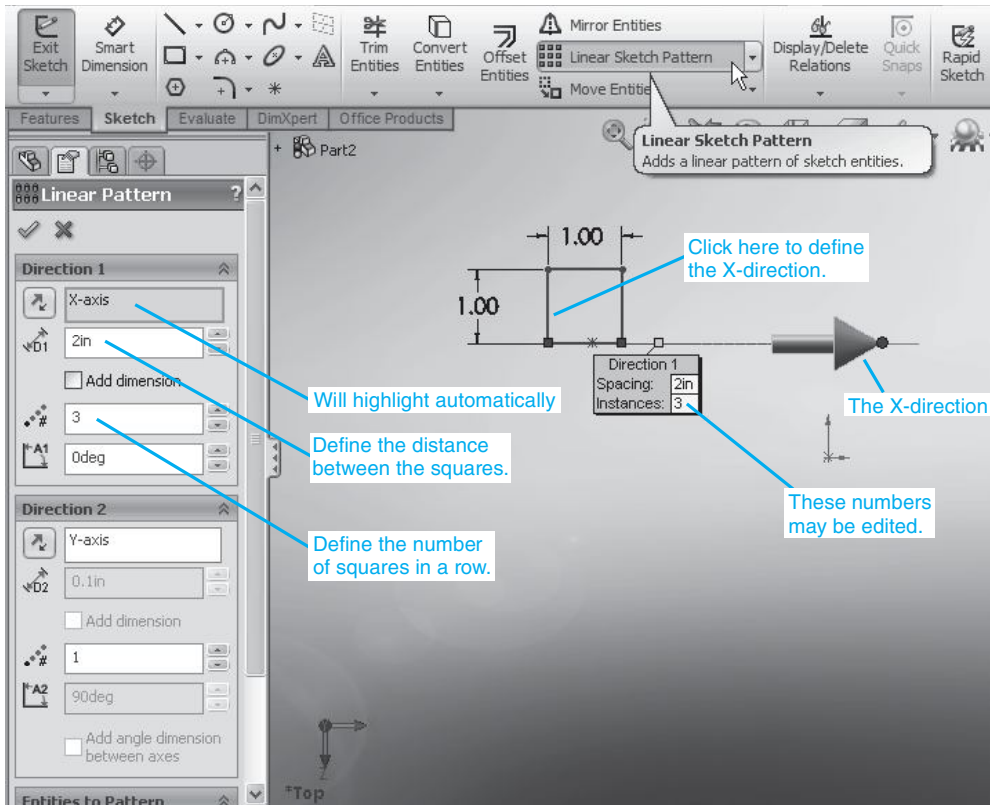 Exit
Sketch
Smart
Dimension
Trim
Entities
Convert
Entities
Offset
Entities
Mirror Entities
Linear Sketch Pattern
Move Entitie
Display/Delete
Relations
Quick
Snaps
Rapid
Sketch
Features
Sketch
Evaluate
DimXpert
Office Products
Linear Sketch Pattern
Adds a linear pattern of sketch entities.
+ Part2
Linear Pattern ?
Direction 1
X-axis
D1
2in
Add dimension
#
3
A1
0deg
Direction 2
Y-axis
D2
0.1in
Add dimension
#
1
A2
90deg
Add angle dimension
between axes
Entities to Pattern
1.00
1.00
Click here to define
the X-direction.
Direction 1
Spacing: 2in
Instances: 3
The X-direction
Will highlight automatically
Define the distance
between the squares.
These numbers
may be edited.
Define the number
of squares in a row.
Z
*Top